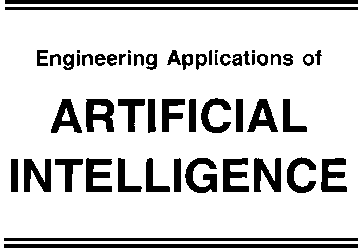 Engineering Applications of
ARTIFICIAL
INTELLIGENCE